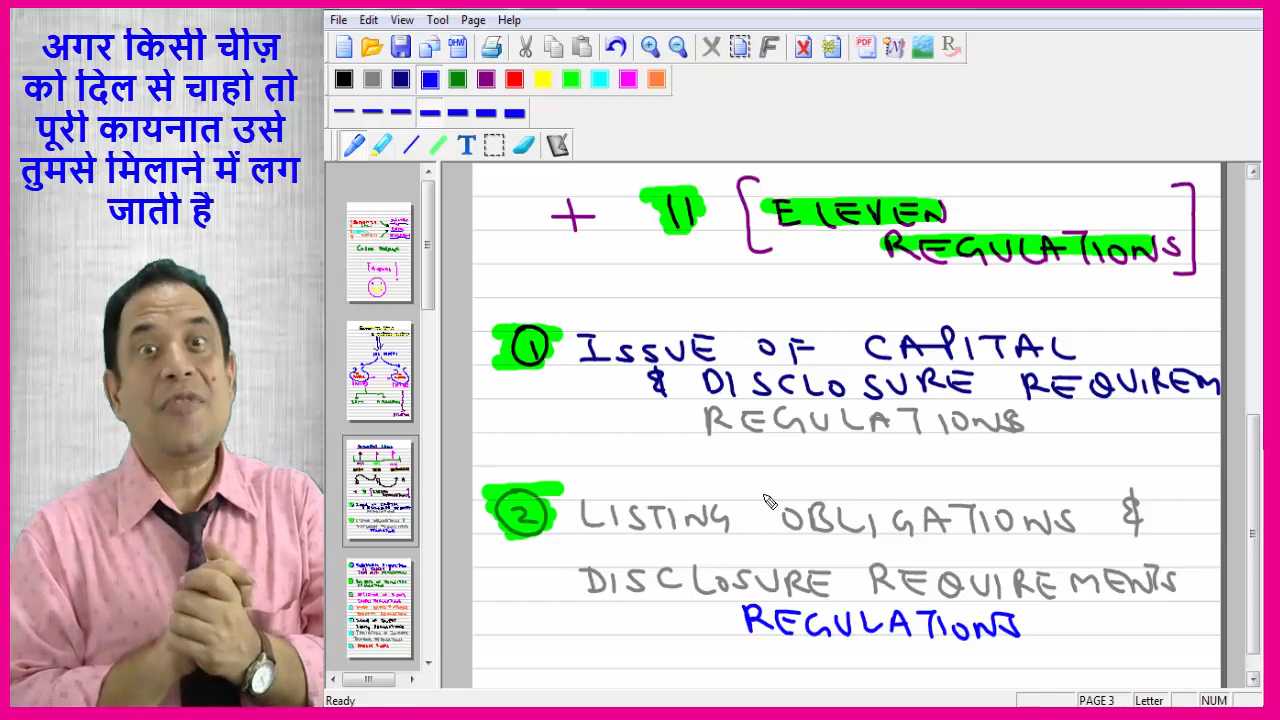 अगर किसी चीज़
को दिल से चाहो तो
पूरी कायनात उसे
तुमसे मिलाने में लग
जाती है
File Edit View Tool Page Help
+ 11 [ELEVEN
REGULATIONS]
1 ISSUE OF CAPITAL
& DISCLOSURE REQUIREM
REGULATIONS
2 LISTING OBLIGATIONS &
DISCLOSURE REQUIREMENTS
REGULATIONS
Ready PAGE 3 Letter NUM